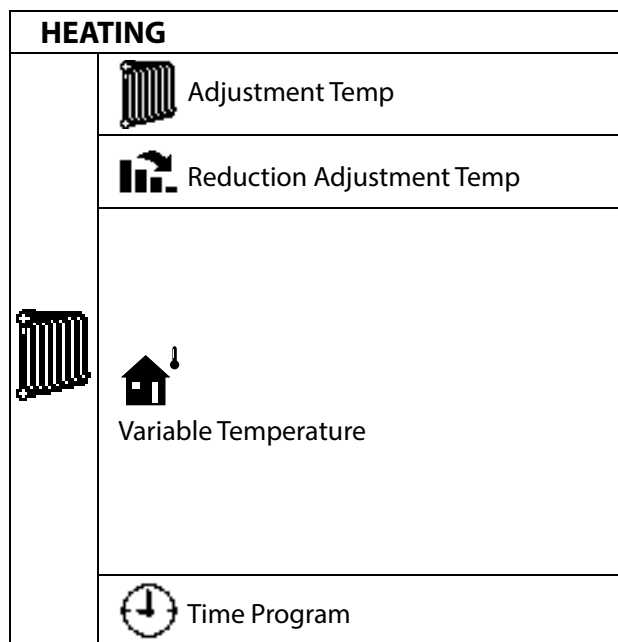 HEATING
Adjustment Temp
Reduction Adjustment Temp
Variable Temperature
Time Program